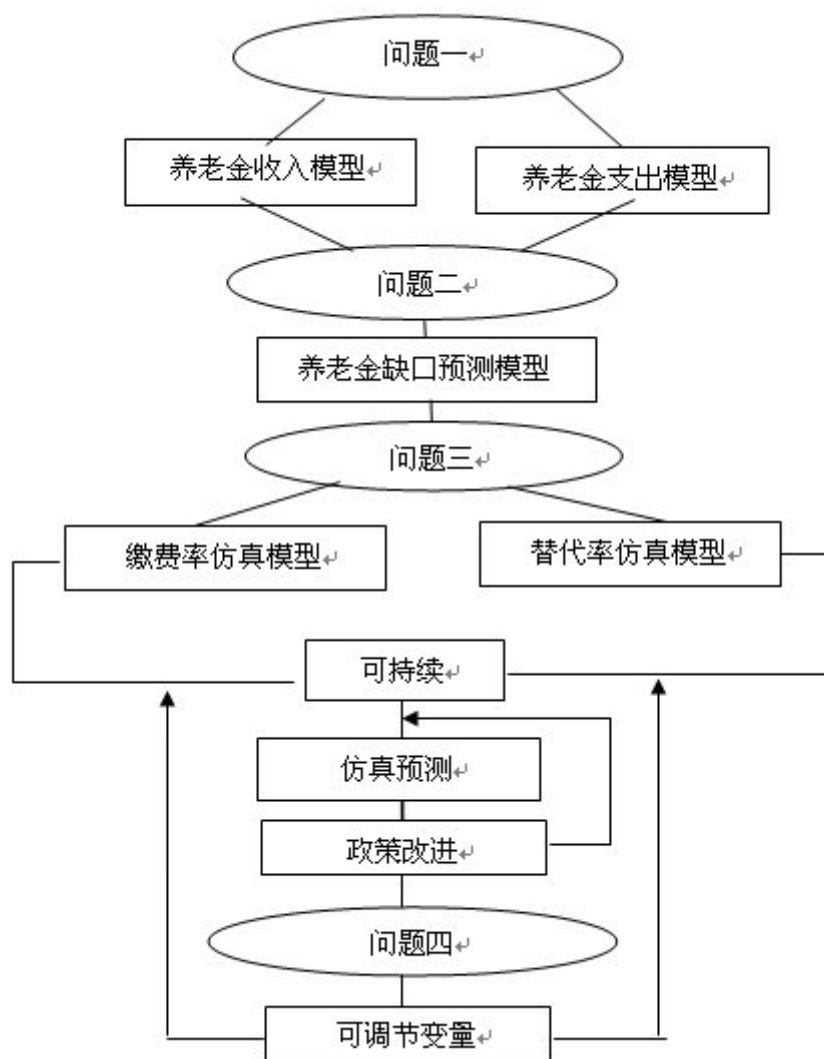 问题一
养老金收入模型
养老金支出模型
问题二
养老金缺口预测模型
问题三
缴费率仿真模型
替代率仿真模型
可持续
仿真预测
政策改进
问题四
可调节变量